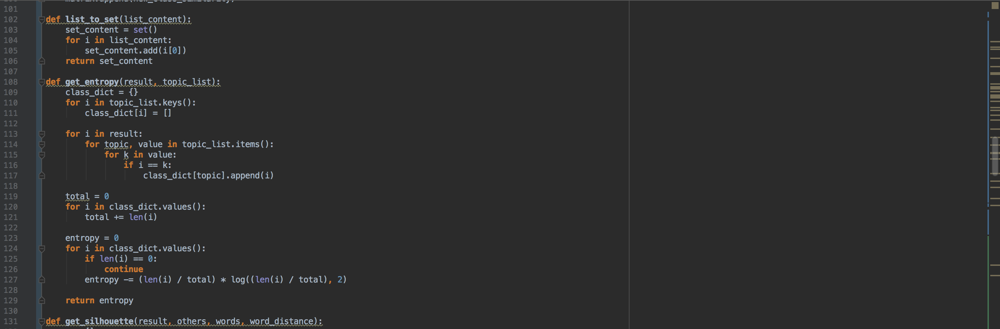 101
102 def list_to_set(list_content):
103     set_content = set()
104     for i in list_content:
105         set_content.add(i[0])
106     return set_content
107
108 def get_entropy(result, topic_list):
109     class_dict = {}
110     for i in topic_list.keys():
111         class_dict[i] = []
112
113     for i in result:
114         for topic, value in topic_list.items():
115             for k in value:
116                 if i == k:
117                     class_dict[topic].append(i)
118
119     total = 0
120     for i in class_dict.values():
121         total += len(i)
122
123     entropy = 0
124     for i in class_dict.values():
125         if len(i) == 0:
126             continue
127         entropy -= (len(i) / total) * log((len(i) / total), 2)
128
129     return entropy
130
131 def get_silhouette(result, others, words, word_distance):